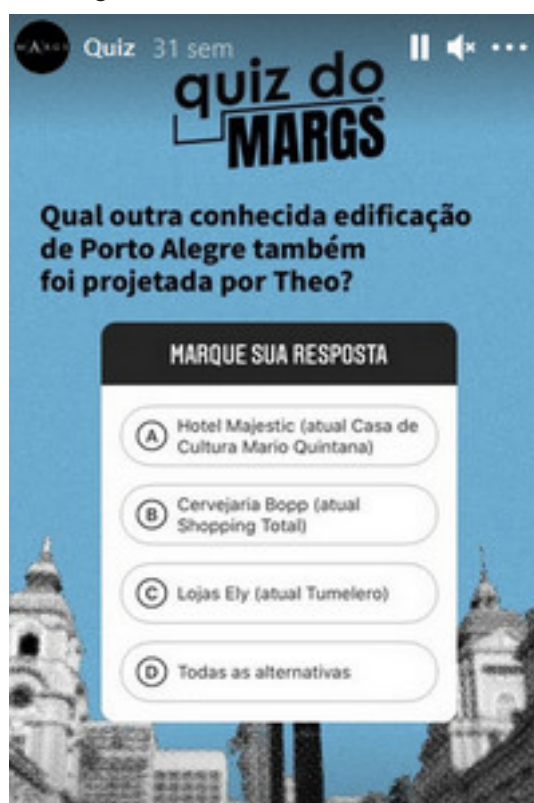 MARGS
Quiz 31 sem
quiz do
MARGS
Qual outra conhecida edificação
de Porto Alegre também
foi projetada por Theo?
MARQUE SUA RESPOSTA
A Hotel Majestic (atual Casa de
Cultura Mario Quintana)
B Cervejaria Bopp (atual
Shopping Total)
C Lojas Ely (atual Tumelero)
D Todas as alternativas